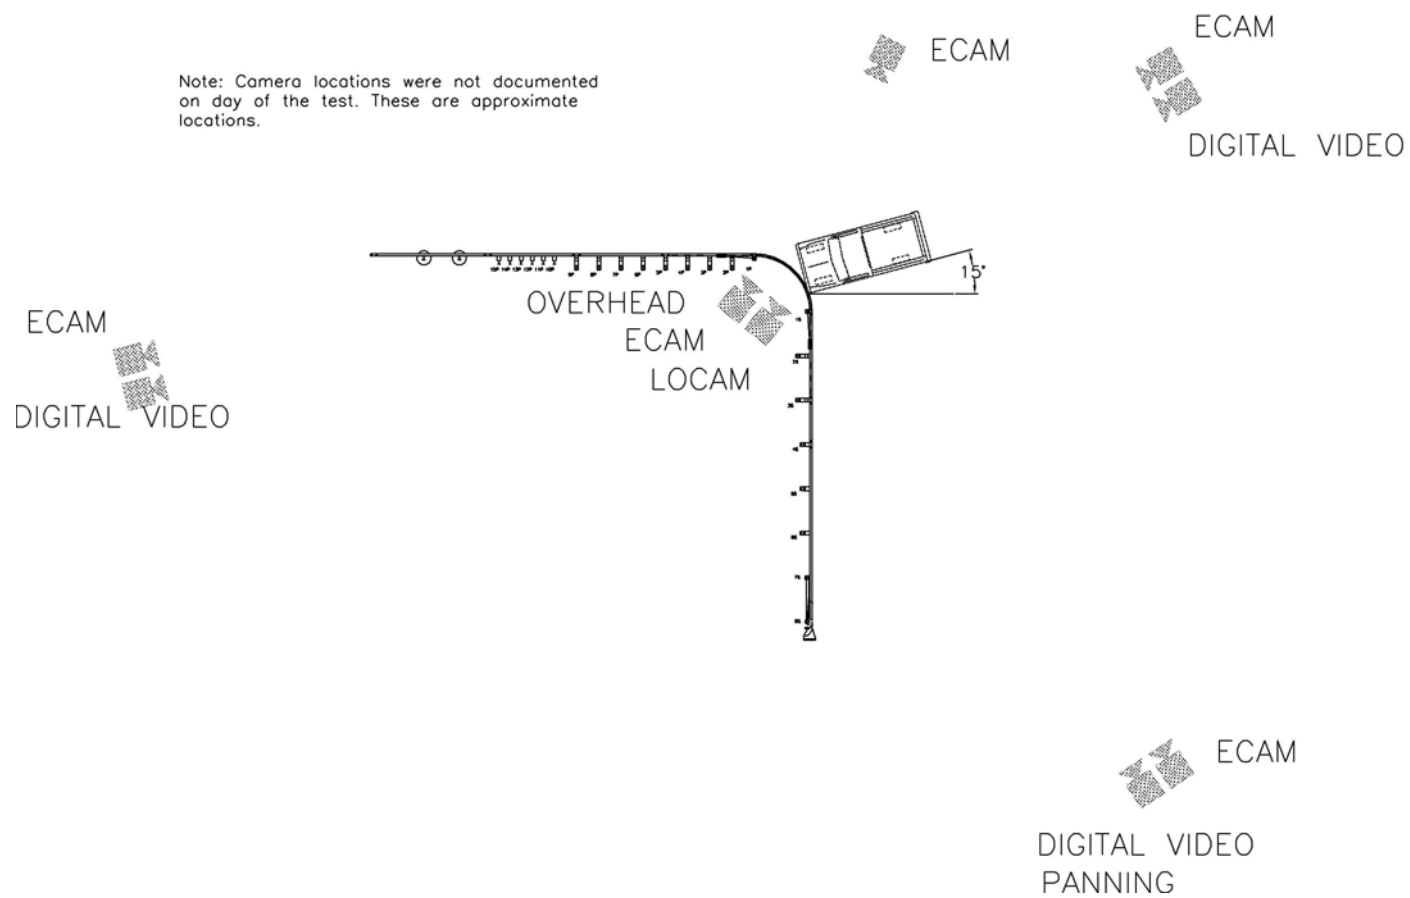 ECAM
ECAM
Note: Camera locations were not documented
on day of the test. These are approximate
locations.
DIGITAL VIDEO
15°
OVERHEAD
ECAM
LOCAM
ECAM
DIGITAL VIDEO
ECAM
DIGITAL VIDEO
PANNING